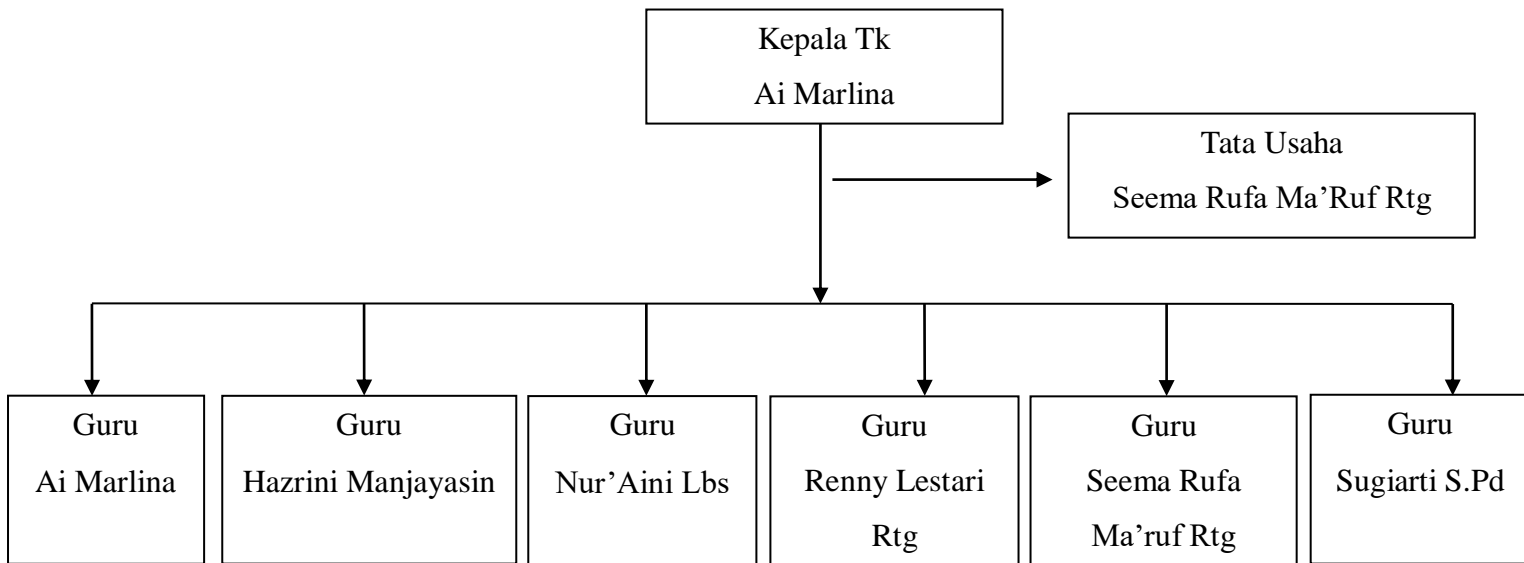 Kepala Tk
Ai Marlina
Tata Usaha
Seema Rufa Ma’Ruf Rtg
Guru
Ai Marlina
Guru
Hazrini Manjayasin
Guru
Nur’Aini Lbs
Guru
Renny Lestari
Rtg
Guru
Seema Rufa
Ma’ruf Rtg
Guru
Sugiarti S.Pd